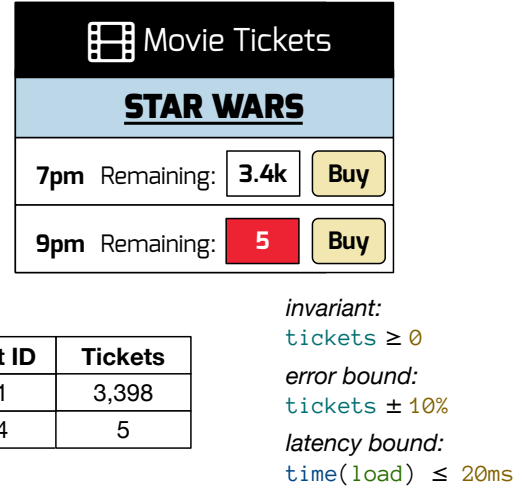 Movie Tickets
STAR WARS
7pm Remaining: 3.4k Buy
9pm Remaining: 5 Buy
ID Tickets
3,398
5
invariant:
tickets ≥ 0
error bound:
tickets ± 10%
latency bound:
time(load) ≤ 20ms